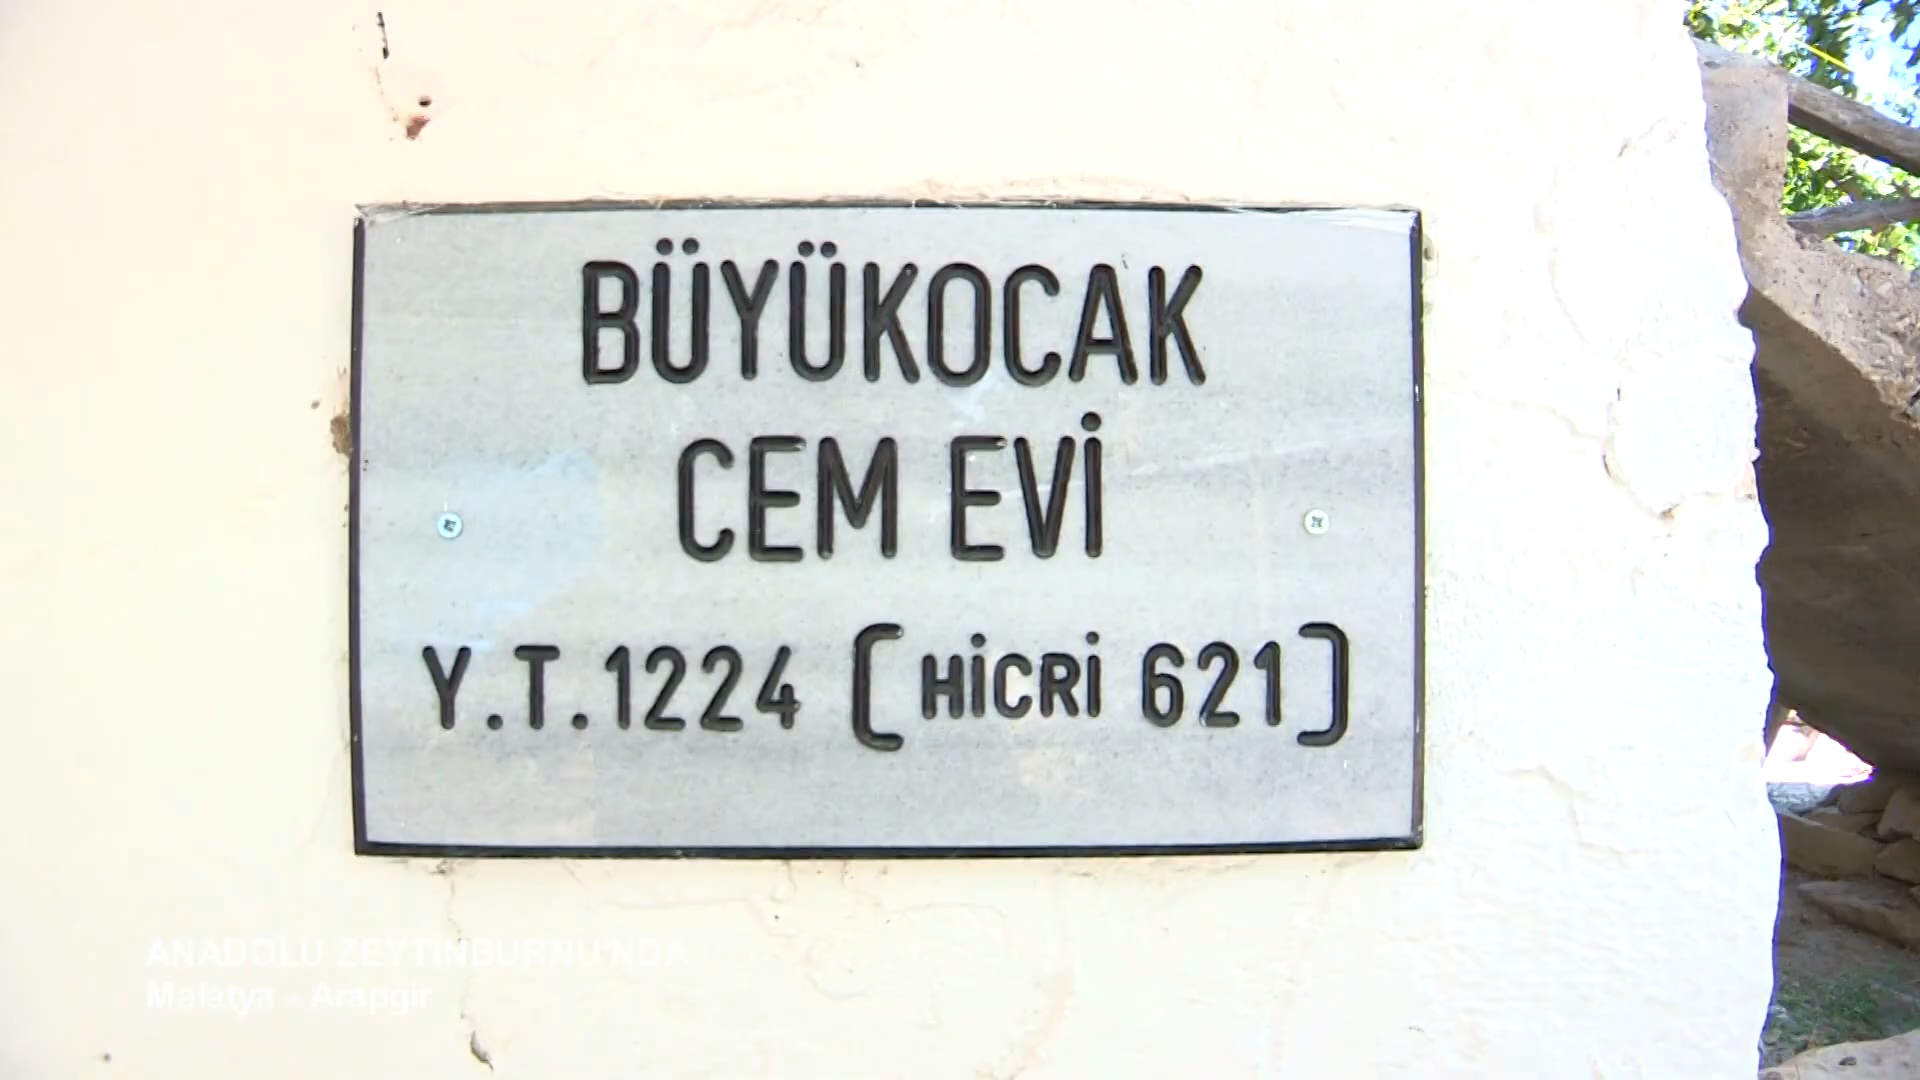 BÜYÜKOCAK
CEM EVİ
Y.T.1224 [HİCRİ 621]
ANADOLU ZEYTİNBURNU'NDA
Malatya - Arapgir